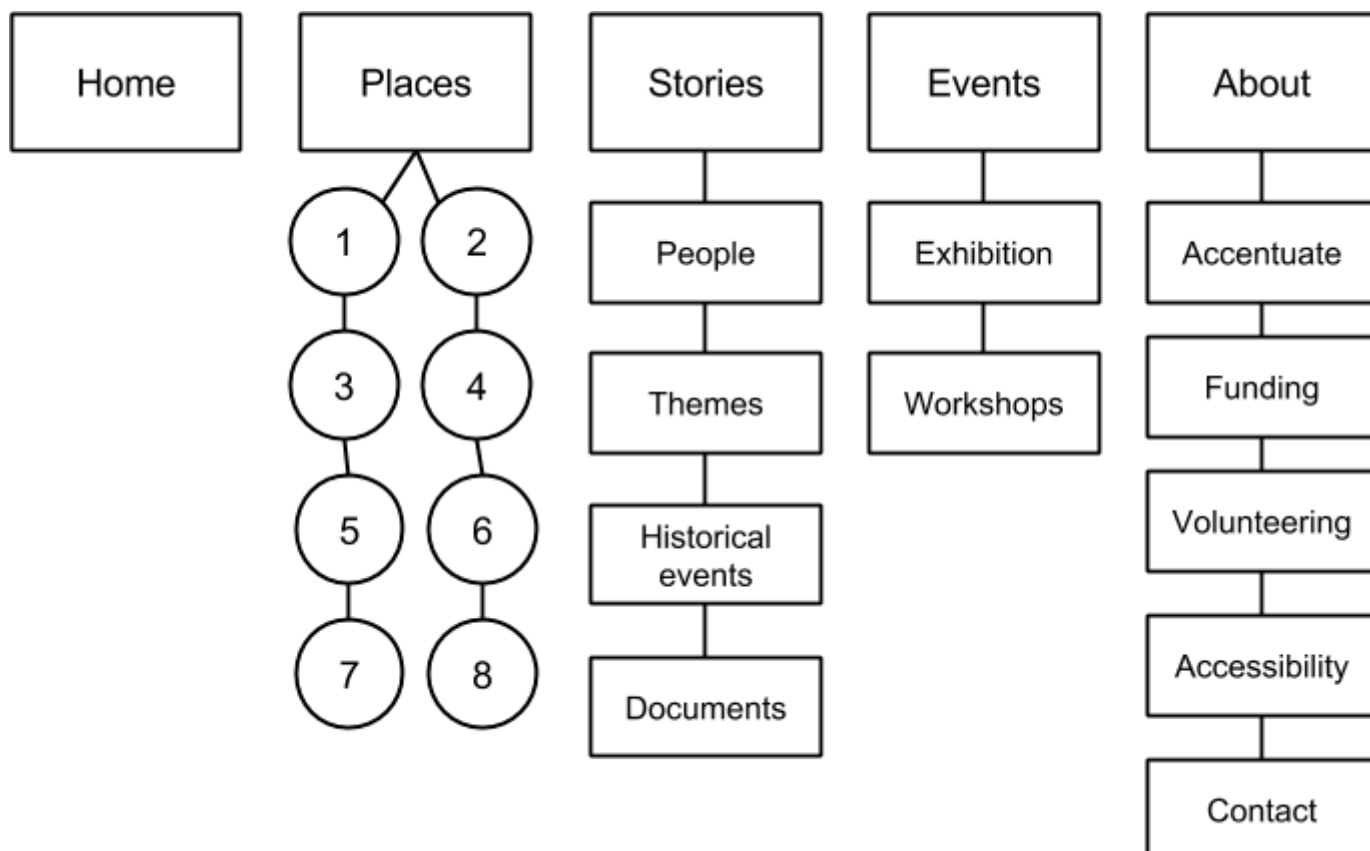 Home
Places
Stories
Events
About
1
2
3
4
5
6
7
8
People
Themes
Historical
events
Documents
Exhibition
Workshops
Accentuate
Funding
Volunteering
Accessibility
Contact